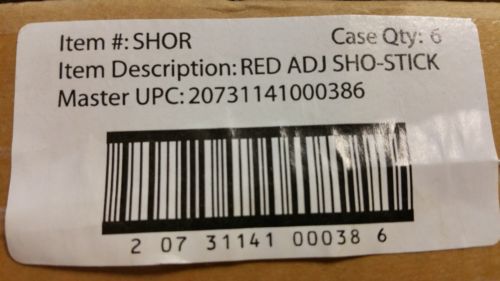 Item #: SHOR Case Qty: 6
Item Description: RED ADJ SHO-STICK
Master UPC: 20731141000386
2 07 31141 00038 6